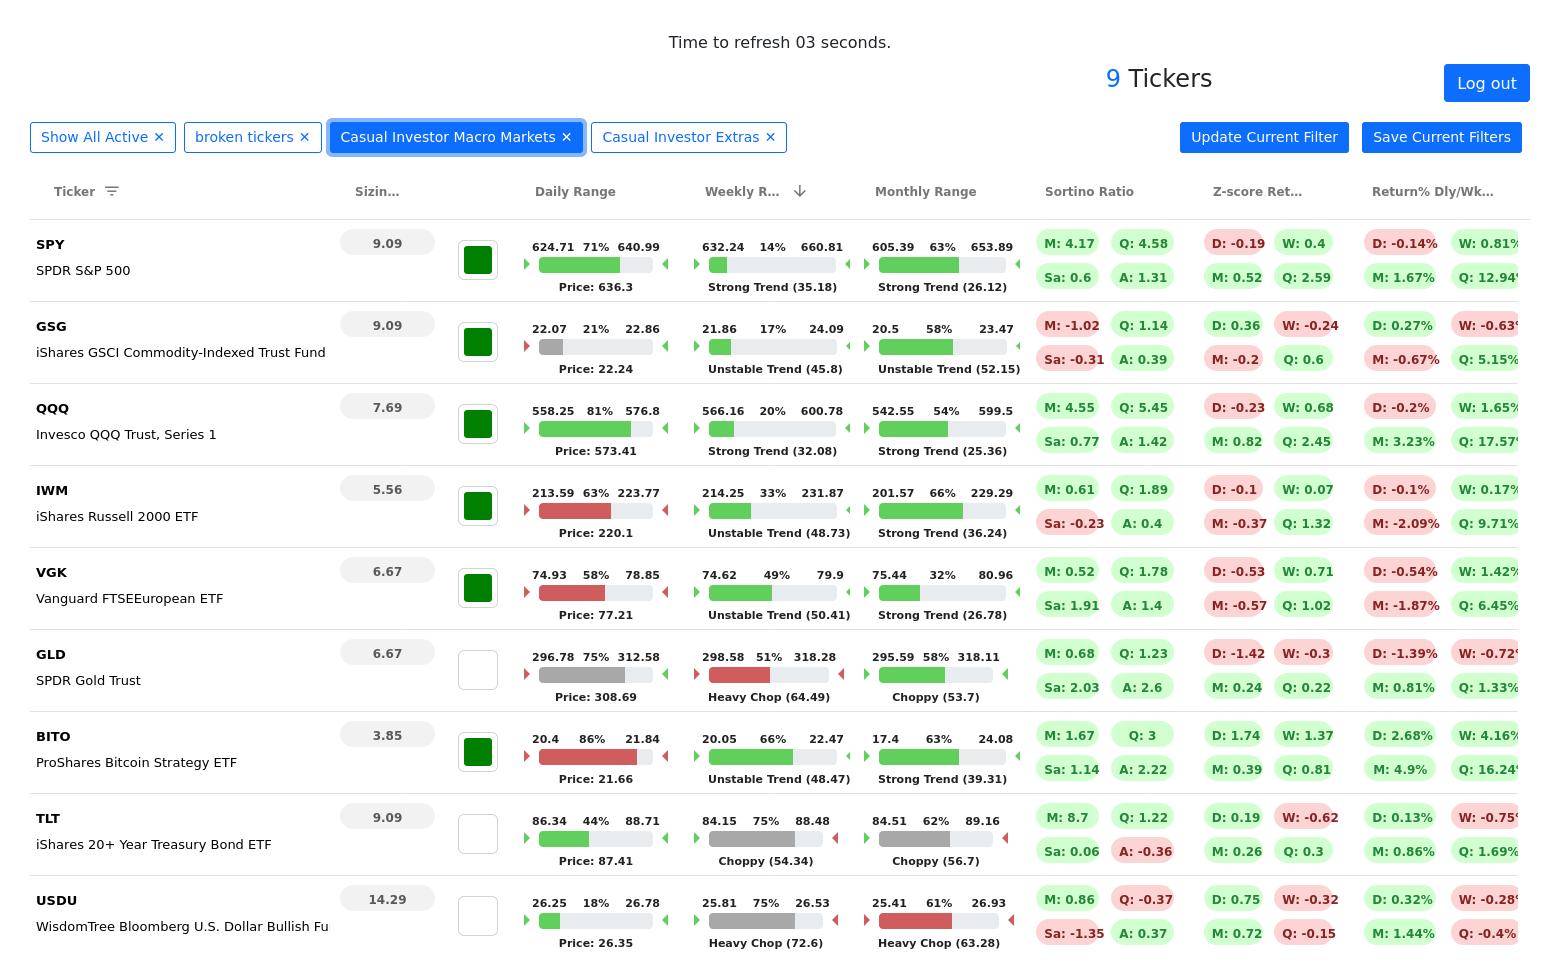 Time to refresh 03 seconds.
9 Tickers
Log out
Show All Active ✕ broken tickers ✕ Casual Investor Macro Markets ✕ Casual Investor Extras ✕ Update Current Filter Save Current Filters
Ticker Sizin… Daily Range Weekly R… Monthly Range Sortino Ratio Z-score Ret… Return% Dly/Wk…
SPY 9.09 624.71 71% 640.99 632.24 14% 660.81 605.39 63% 653.89 M: 4.17 Q: 4.58 D: -0.19 W: 0.4 D: -0.14% W: 0.81%
SPDR S&P 500 Price: 636.3 Strong Trend (35.18) Strong Trend (26.12) Sa: 0.6 A: 1.31 M: 0.52 Q: 2.59 M: 1.67% Q: 12.94%
GSG 9.09 22.07 21% 22.86 21.86 17% 24.09 20.5 58% 23.47 M: -1.02 Q: 1.14 D: 0.36 W: -0.24 D: 0.27% W: -0.63%
iShares GSCI Commodity-Indexed Trust Fund Price: 22.24 Unstable Trend (45.8) Unstable Trend (52.15) Sa: -0.31 A: 0.39 M: -0.2 Q: 0.6 M: -0.67% Q: 5.15%
QQQ 7.69 558.25 81% 576.8 566.16 20% 600.78 542.55 54% 599.5 M: 4.55 Q: 5.45 D: -0.23 W: 0.68 D: -0.2% W: 1.65%
Invesco QQQ Trust, Series 1 Price: 573.41 Strong Trend (32.08) Strong Trend (25.36) Sa: 0.77 A: 1.42 M: 0.82 Q: 2.45 M: 3.23% Q: 17.57%
IWM 5.56 213.59 63% 223.77 214.25 33% 231.87 201.57 66% 229.29 M: 0.61 Q: 1.89 D: -0.1 W: 0.07 D: -0.1% W: 0.17%
iShares Russell 2000 ETF Price: 220.1 Unstable Trend (48.73) Strong Trend (36.24) Sa: -0.23 A: 0.4 M: -0.37 Q: 1.32 M: -2.09% Q: 9.71%
VGK 6.67 74.93 58% 78.85 74.62 49% 79.9 75.44 32% 80.96 M: 0.52 Q: 1.78 D: -0.53 W: 0.71 D: -0.54% W: 1.42%
Vanguard FTSEEuropean ETF Price: 77.21 Unstable Trend (50.41) Strong Trend (26.78) Sa: 1.91 A: 1.4 M: -0.57 Q: 1.02 M: -1.87% Q: 6.45%
GLD 6.67 296.78 75% 312.58 298.58 51% 318.28 295.59 58% 318.11 M: 0.68 Q: 1.23 D: -1.42 W: -0.3 D: -1.39% W: -0.72%
SPDR Gold Trust Price: 308.69 Heavy Chop (64.49) Choppy (53.7) Sa: 2.03 A: 2.6 M: 0.24 Q: 0.22 M: 0.81% Q: 1.33%
BITO 3.85 20.4 86% 21.84 20.05 66% 22.47 17.4 63% 24.08 M: 1.67 Q: 3 D: 1.74 W: 1.37 D: 2.68% W: 4.16%
ProShares Bitcoin Strategy ETF Price: 21.66 Unstable Trend (48.47) Strong Trend (39.31) Sa: 1.14 A: 2.22 M: 0.39 Q: 0.81 M: 4.9% Q: 16.24%
TLT 9.09 86.34 44% 88.71 84.15 75% 88.48 84.51 62% 89.16 M: 8.7 Q: 1.22 D: 0.19 W: -0.62 D: 0.13% W: -0.75%
iShares 20+ Year Treasury Bond ETF Price: 87.41 Choppy (54.34) Choppy (56.7) Sa: 0.06 A: -0.36 M: 0.26 Q: 0.3 M: 0.86% Q: 1.69%
USDU 14.29 26.25 18% 26.78 25.81 75% 26.53 25.41 61% 26.93 M: 0.86 Q: -0.37 D: 0.75 W: -0.32 D: 0.32% W: -0.28%
WisdomTree Bloomberg U.S. Dollar Bullish Fu Price: 26.35 Heavy Chop (72.6) Heavy Chop (63.28) Sa: -1.35 A: 0.37 M: 0.72 Q: -0.15 M: 1.44% Q: -0.4%